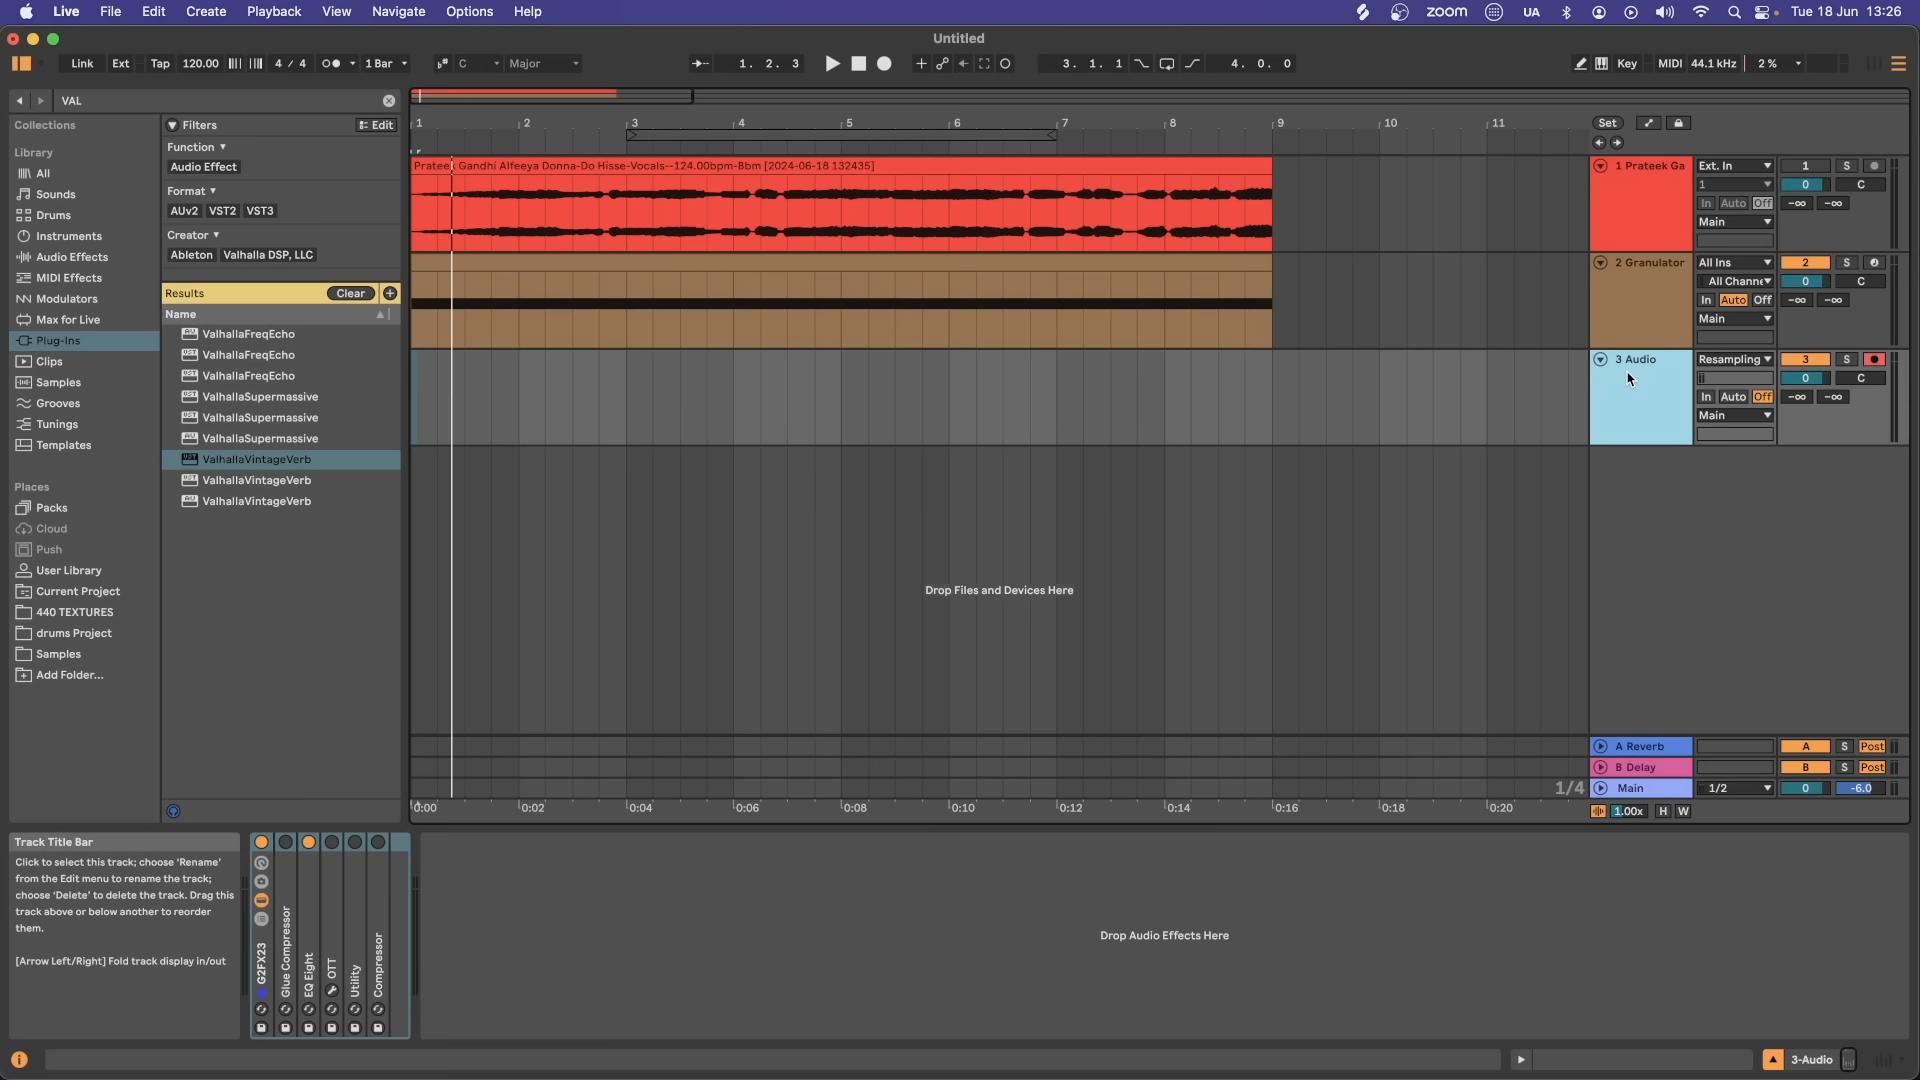 Live File Edit Create Playback View Navigate Options Help zoom UA Tue 18 Jun 13:26
Untitled
Link Ext Tap 120.00 4 / 4 1 Bar C Major 1. 2. 3 3. 1. 1 4. 0. 0 Key MIDI 44.1 kHz 2 %
VAL
Collections
Library
All
Sounds
Drums
Instruments
Audio Effects
MIDI Effects
Modulators
Max for Live
Plug-Ins
Clips
Samples
Grooves
Tunings
Templates
Places
Packs
Cloud
Push
User Library
Current Project
440 TEXTURES
drums Project
Samples
Add Folder...
Filters Edit
Function
Audio Effect
Format
AUv2 VST2 VST3
Creator
Ableton Valhalla DSP, LLC
Results Clear
Name
ValhallaFreqEcho
ValhallaFreqEcho
ValhallaFreqEcho
ValhallaSupermassive
ValhallaSupermassive
ValhallaSupermassive
ValhallaVintageVerb
ValhallaVintageVerb
ValhallaVintageVerb
1 2 3 4 5 6 7 8 9 10 11 Set
Prateek Gandhi Alfeeya Donna-Do Hisse-Vocals--124.00bpm-Bbm [2024-06-18 132435]
1 Prateek Ga Ext. In 1 S
1 0 C
In Auto Off -∞ -∞
Main
2 Granulator All Ins 2 S
All Channe 0 C
In Auto Off -∞ -∞
Main
3 Audio Resampling 3 S
0 C
In Auto Off -∞ -∞
Main
Drop Files and Devices Here
A Reverb A S Post
B Delay B S Post
1/4 Main 1/2 0 -6.0
0:00 0:02 0:04 0:06 0:08 0:10 0:12 0:14 0:16 0:18 0:20 1.00x H W
Track Title Bar
Click to select this track; choose 'Rename'
from the Edit menu to rename the track;
choose 'Delete' to delete the track. Drag this
track above or below another to reorder
them.
[Arrow Left/Right] Fold track display in/out
G2FX23
Glue Compressor
EQ Eight
OTT
Utility
Compressor
Drop Audio Effects Here
3-Audio